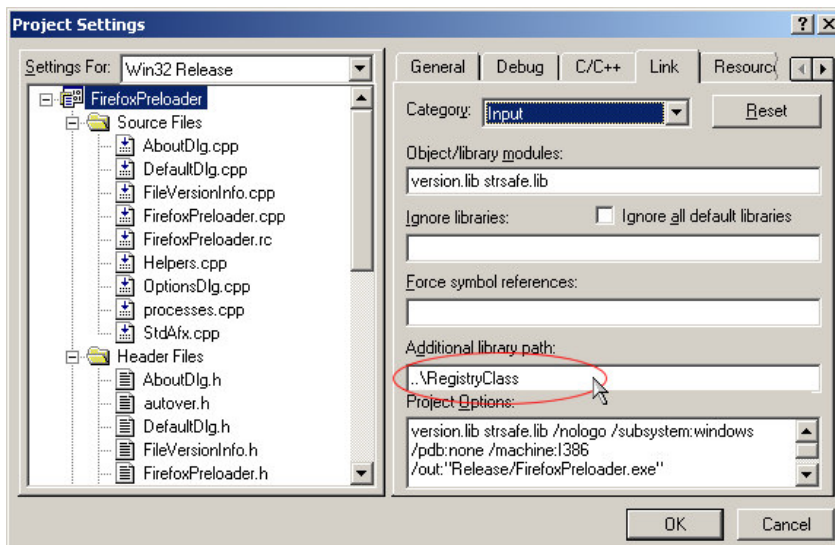 Project Settings
Settings For: Win32 Release
FirefoxPreloader
Source Files
AboutDlg.cpp
DefaultDlg.cpp
FileVersionInfo.cpp
FirefoxPreloader.cpp
FirefoxPreloader.rc
Helpers.cpp
OptionsDlg.cpp
processes.cpp
StdAfx.cpp
Header Files
AboutDlg.h
autover.h
DefaultDlg.h
FileVersionInfo.h
FirefoxPreloader.h
General Debug C/C++ Link Resourc
Category: Input Reset
Object/library modules:
version.lib strsafe.lib
Ignore libraries: Ignore all default libraries
Force symbol references:
Additional library path:
..\RegistryClass
Project Options:
version.lib strsafe.lib /nologo /subsystem:windows
/pdb:none /machine:I386
/out:"Release/FirefoxPreloader.exe"
OK Cancel